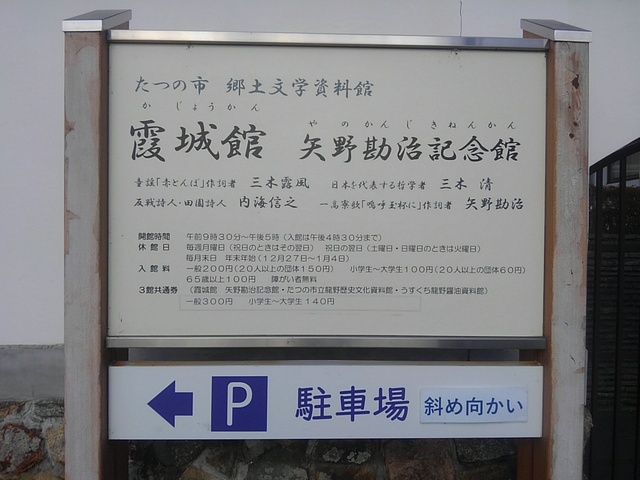 たつの市 郷土文学資料館
かじょうかん やのかんじきねんかん
霞城館 矢野勘治記念館
童謡「赤とんぼ」作詞者 三木露風 日本を代表する哲学者 三木 清
反戦詩人・田園詩人 内海信之 一高寮歌「嗚呼玉杯に」作詞者 矢野勘治
開館時間 午前9時30分〜午後5時（入館は午後4時30分まで）
休館日 毎週月曜日（祝日のときはその翌日） 祝日の翌日（土曜日・日曜日のときは火曜日）
毎月末日 年末年始（12月27日〜1月4日）
入館料 一般200円（20人以上の団体150円） 小学生〜大学生100円（20人以上の団体60円）
65歳以上100円 障がい者無料
3館共通券 （霞城館 矢野勘治記念館・たつの市立龍野歴史文化資料館・うすくち龍野醤油資料館）
一般300円 小学生〜大学生140円
← P 駐車場 斜め向かい